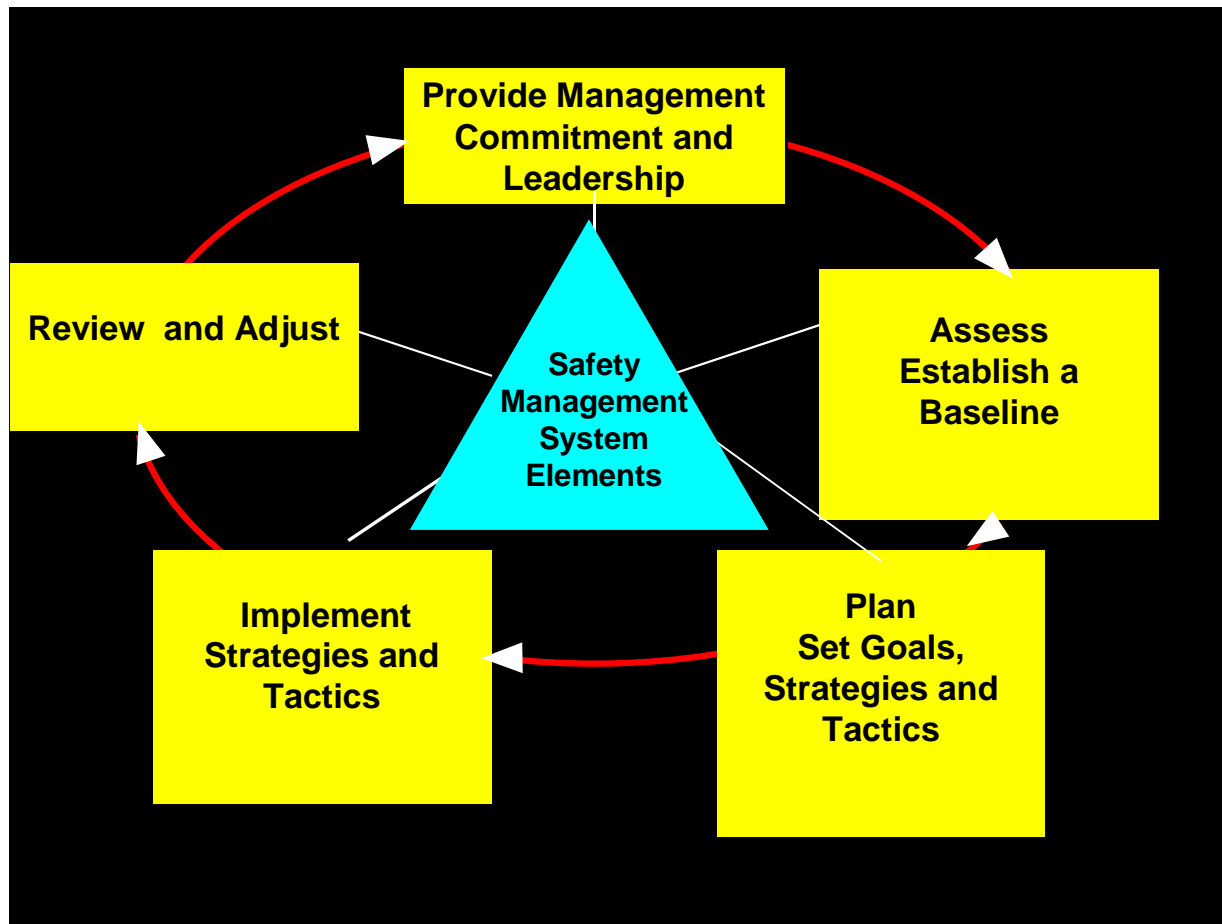 Provide Management
Commitment and
Leadership
Review  and Adjust
Assess
Establish a
Baseline
Safety
Management
System
Elements
Implement
Strategies and
Tactics
Plan
Set Goals,
Strategies and
Tactics